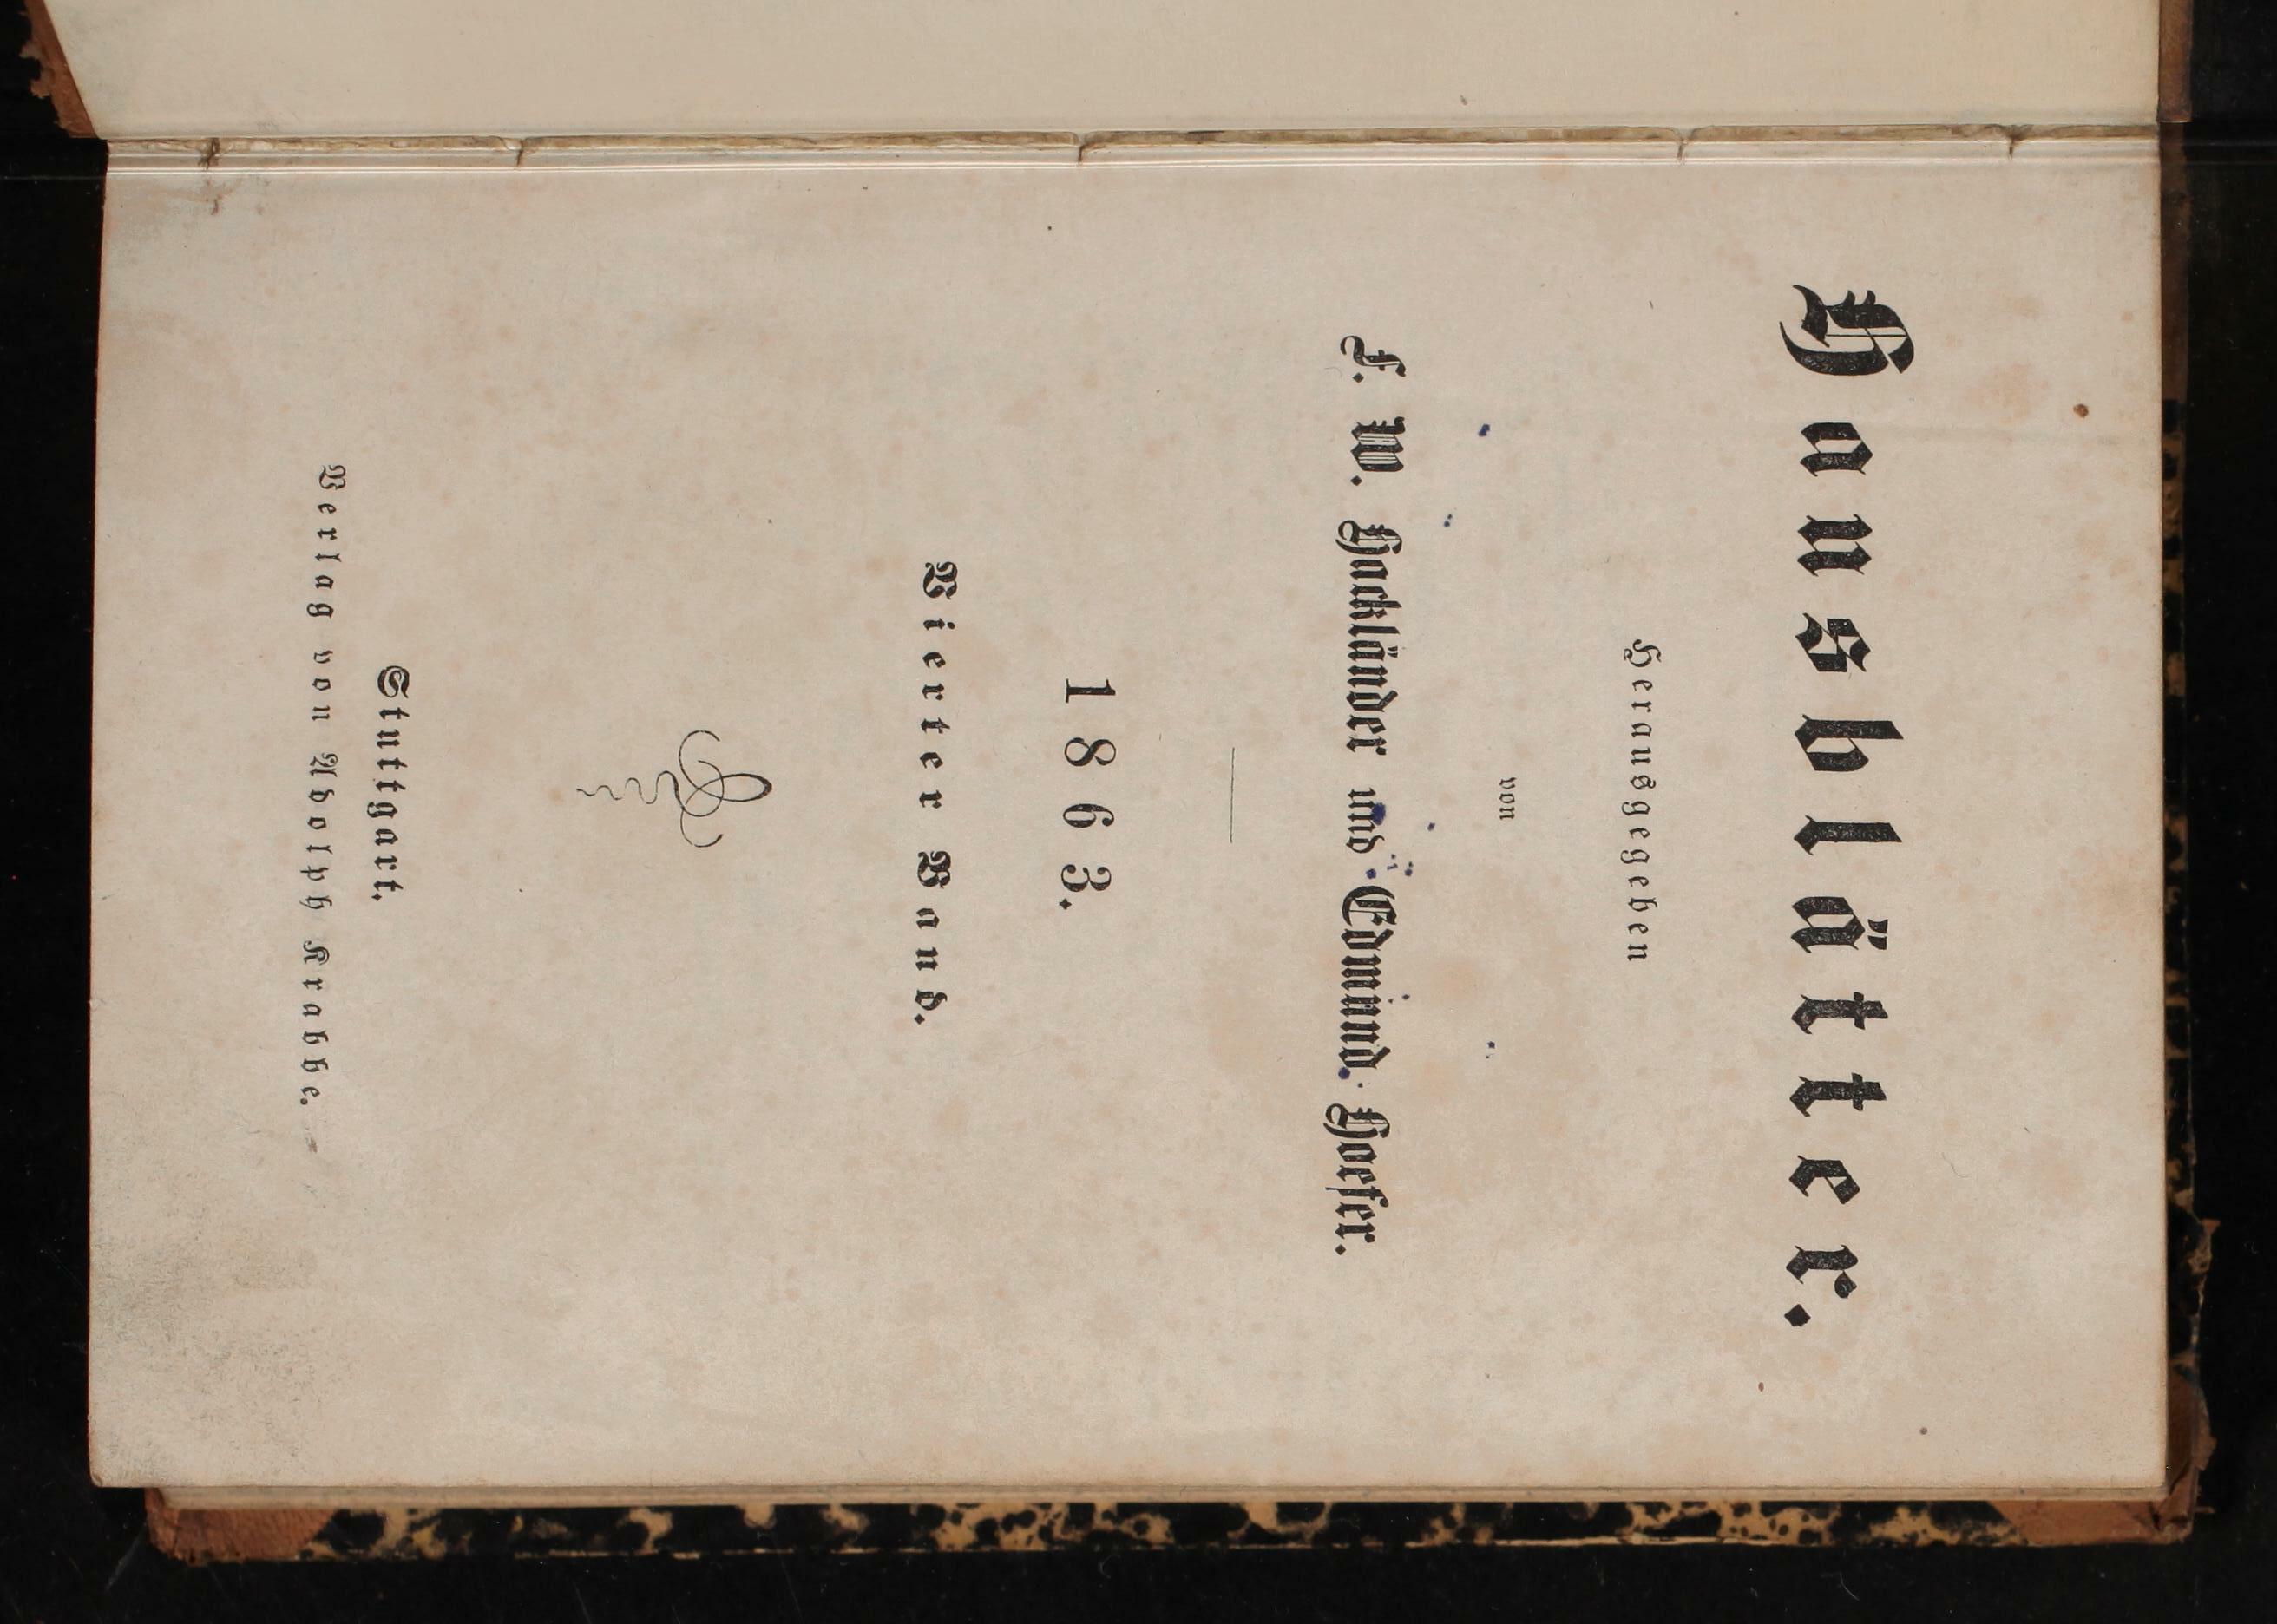 Hausblätter.
Herausgegeben
von
F. W. Hackländer und Edmund Hoefer.
1863.
Vierter Band.
Stuttgart.
Verlag von Adolph Krabbe.